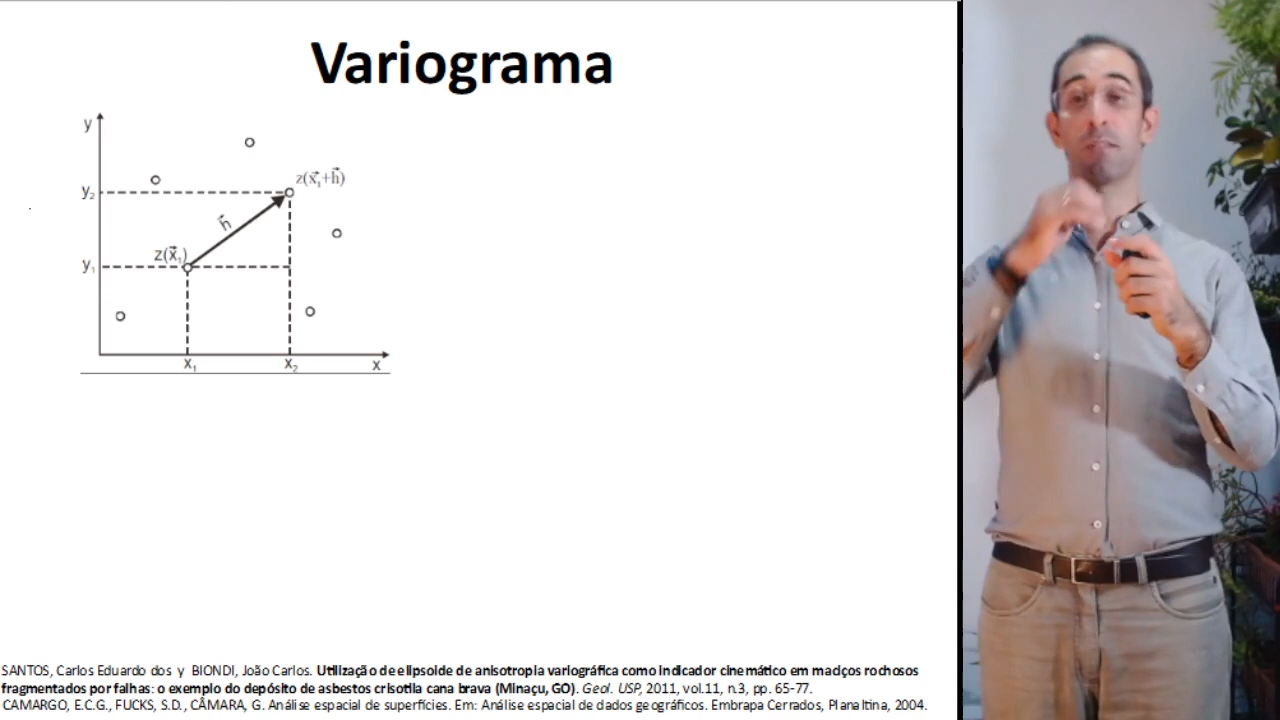 Variograma
y
z(x⃗₁+h⃗)
y₂
h⃗
z(x⃗₁)
y₁
x₁ x₂ x
SANTOS, Carlos Eduardo dos y BIONDI, João Carlos. Utilização de elipsoide de anisotropia variográfica como indicador cinemático em maciços rochosos
fragmentados por falhas: o exemplo do depósito de asbestos crisotila cana brava (Minaçu, GO). Geol. USP, 2011, vol.11, n.3, pp. 65-77.
CAMARGO, E.C.G., FUCKS, S.D., CÂMARA, G. Análise espacial de superfícies. Em: Análise espacial de dados geográficos. Embrapa Cerrados, Planaltina, 2004.